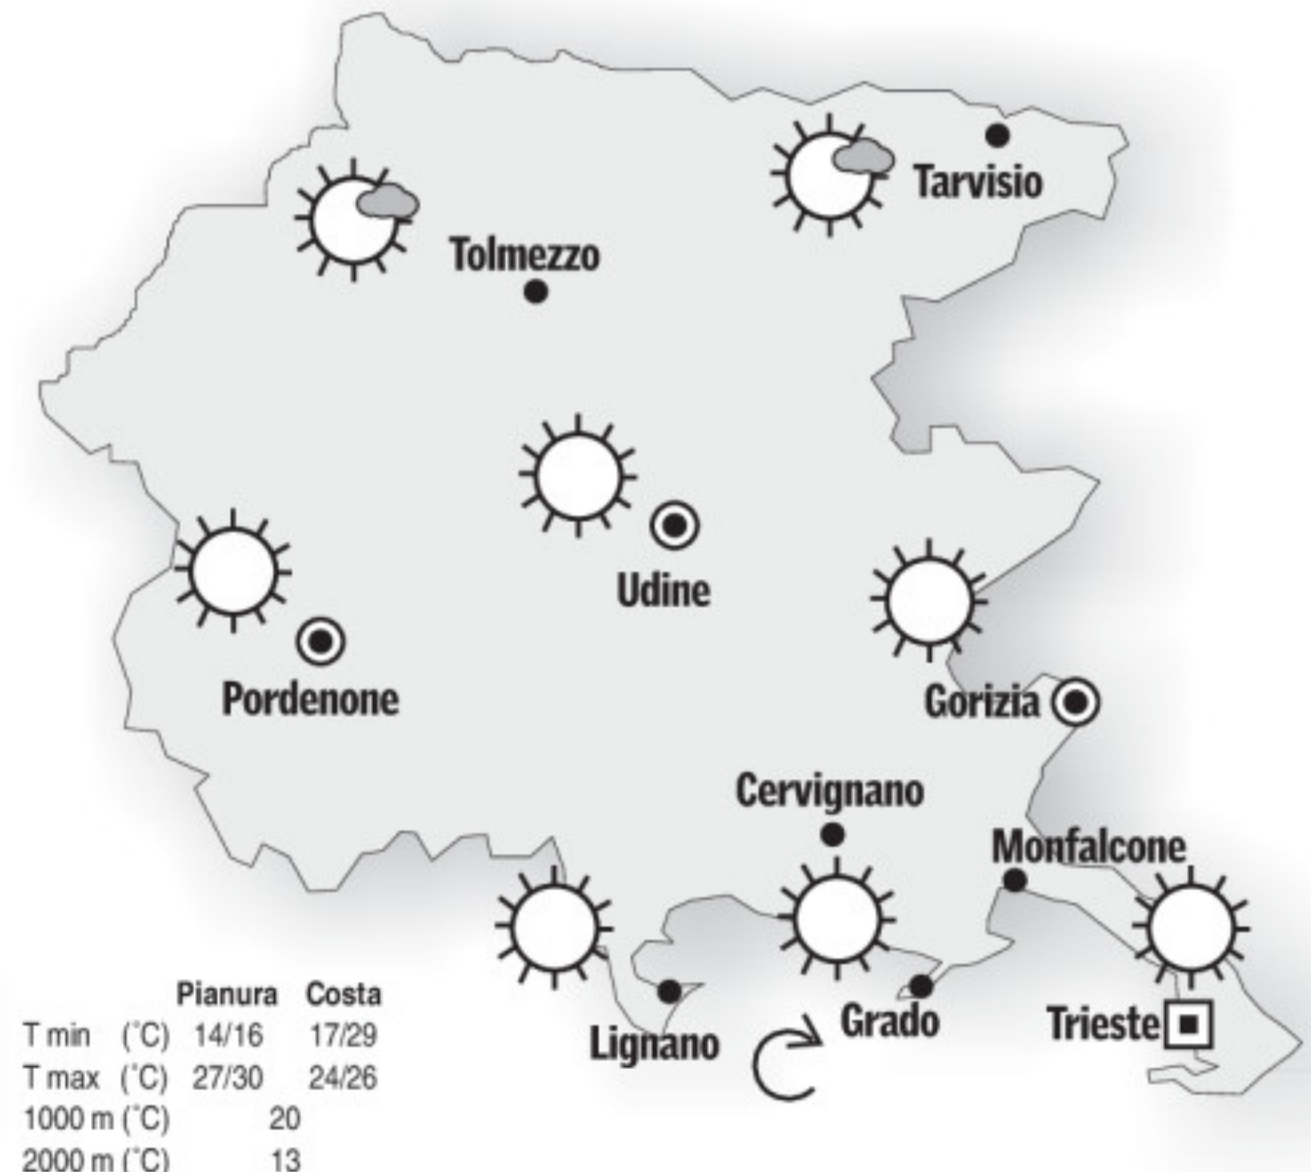 Tarvisio
Tolmezzo
Udine
Pordenone
Gorizia
Cervignano
Monfalcone
Grado
Trieste
Lignano
Pianura Costa
T min (°C) 14/16 17/29
T max (°C) 27/30 24/26
1000 m (°C) 20
2000 m (°C) 13